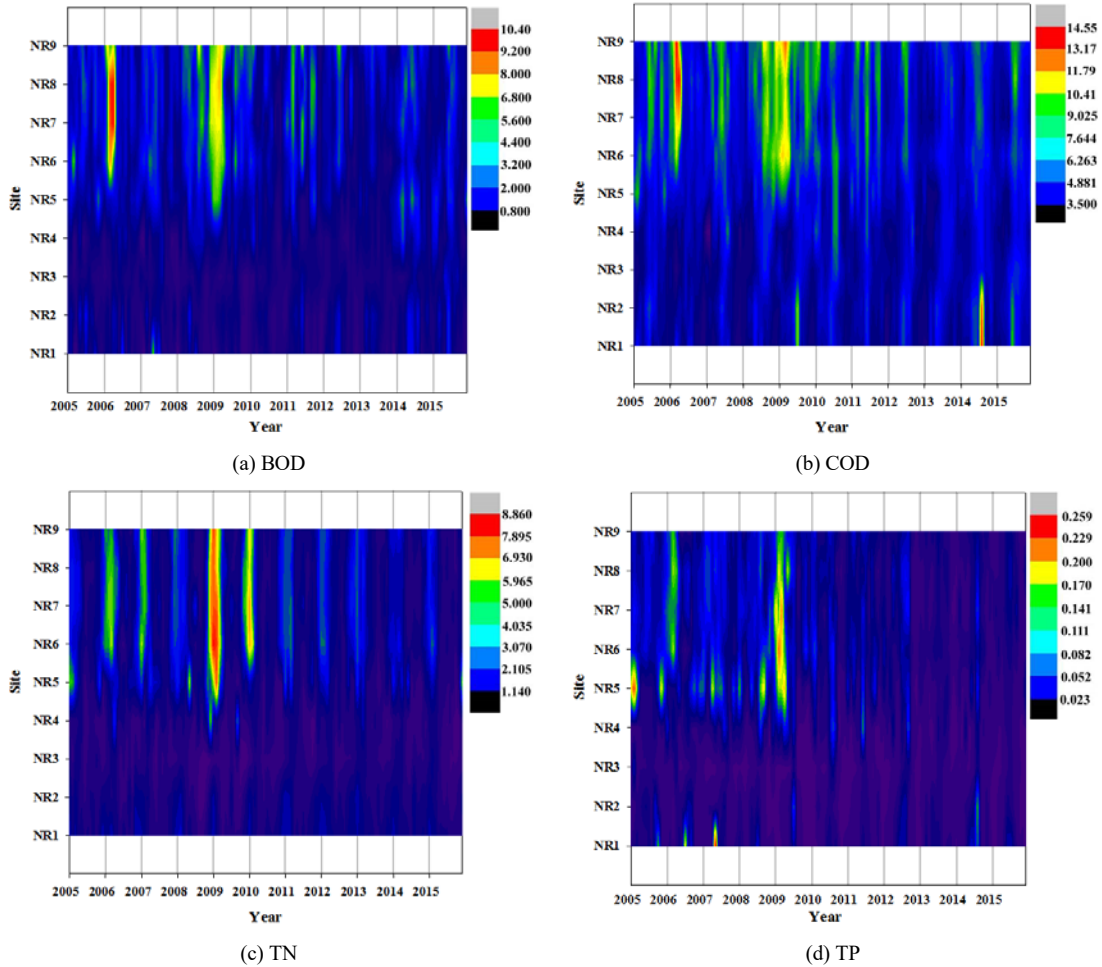 NR9
NR8
NR7
NR6
NR5
NR4
NR3
NR2
NR1
Site
2005 2006 2007 2008 2009 2010 2011 2012 2013 2014 2015
Year
10.40
9.200
8.000
6.800
5.600
4.400
3.200
2.000
0.800
(a) BOD
NR9
NR8
NR7
NR6
NR5
NR4
NR3
NR2
NR1
Site
2005 2006 2007 2008 2009 2010 2011 2012 2013 2014 2015
Year
14.55
13.17
11.79
10.41
9.025
7.644
6.263
4.881
3.500
(b) COD
NR9
NR8
NR7
NR6
NR5
NR4
NR3
NR2
NR1
Site
2005 2006 2007 2008 2009 2010 2011 2012 2013 2014 2015
Year
8.860
7.895
6.930
5.965
5.000
4.035
3.070
2.105
1.140
(c) TN
NR9
NR8
NR7
NR6
NR5
NR4
NR3
NR2
NR1
Site
2005 2006 2007 2008 2009 2010 2011 2012 2013 2014 2015
Year
0.259
0.229
0.200
0.170
0.141
0.111
0.082
0.052
0.023
(d) TP